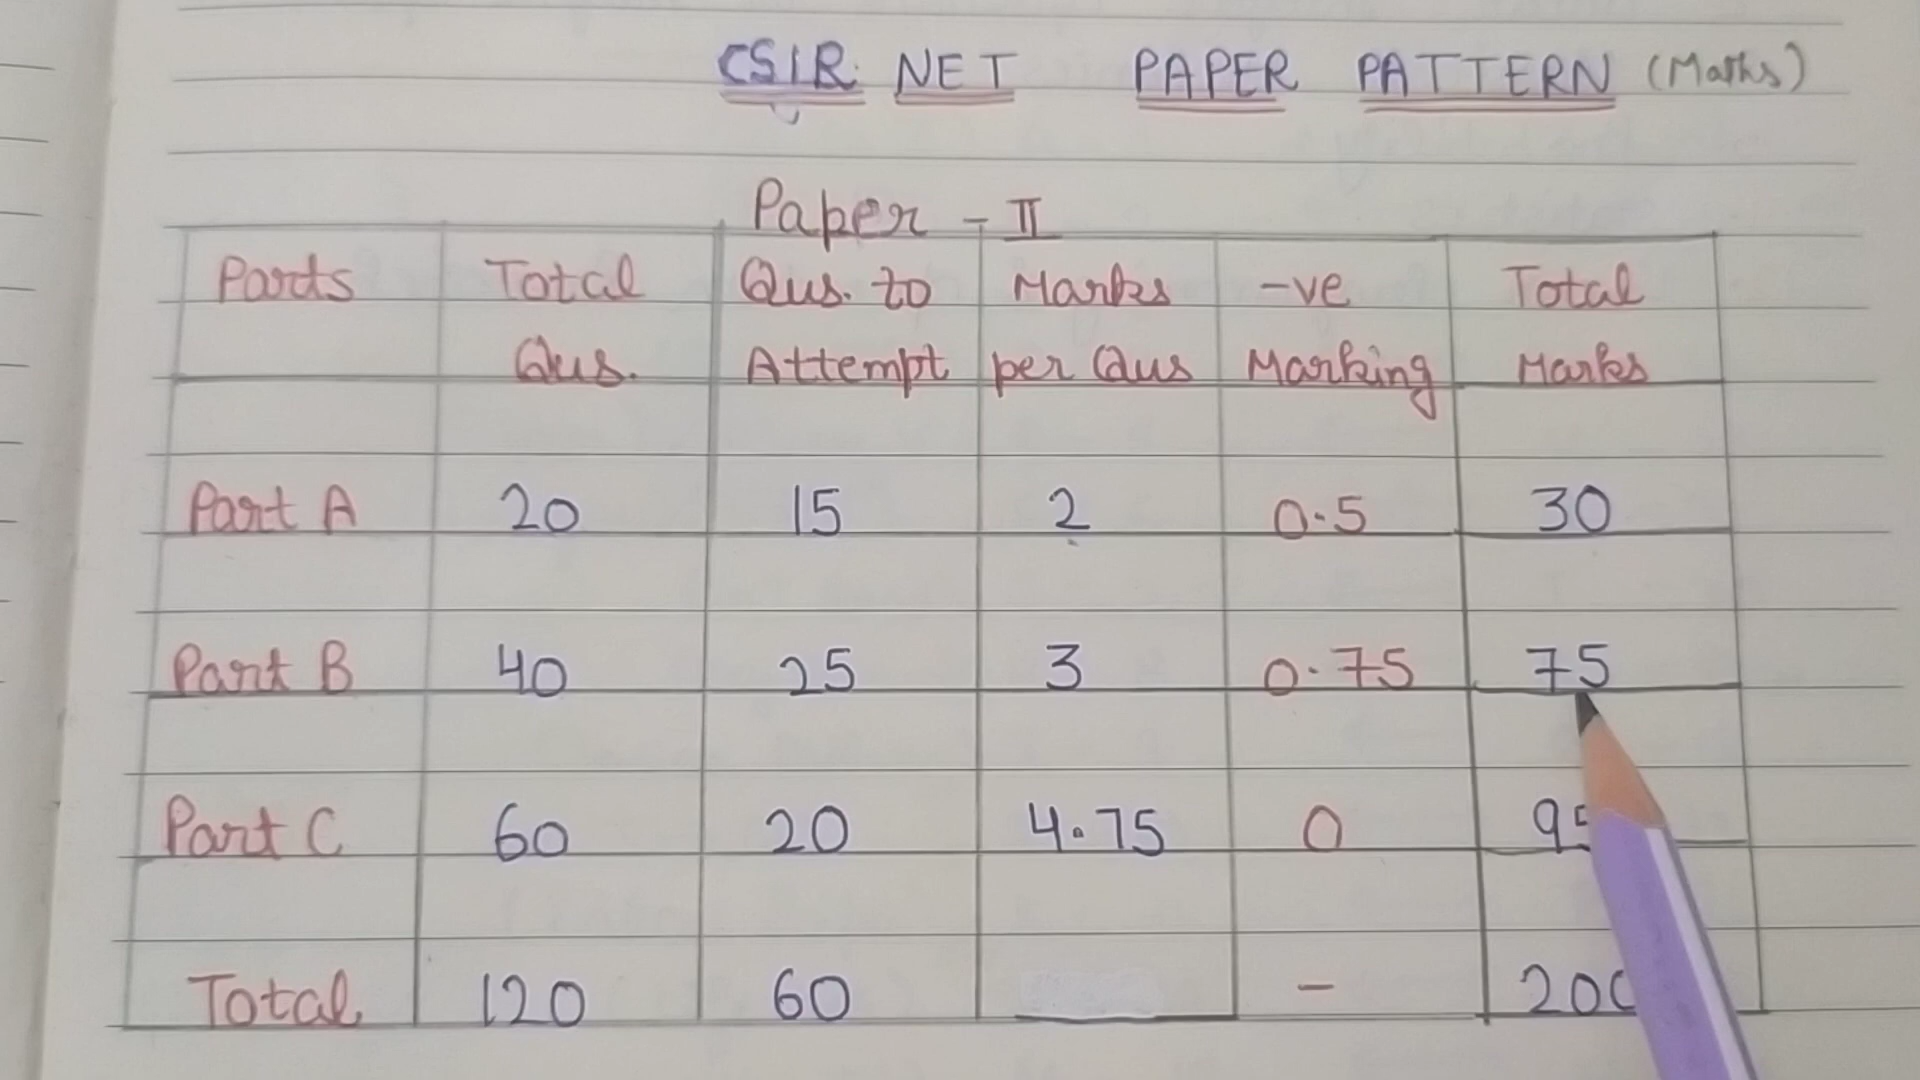 CSIR NET PAPER PATTERN (Maths)
Paper - II
Parts Total Qus. to Marks -ve Total
Qus. Attempt per Qus Marking Marks
Part A 20 15 2 0.5 30
Part B 40 25 3 0.75 75
Part C 60 20 4.75 0
Total 120 60 -